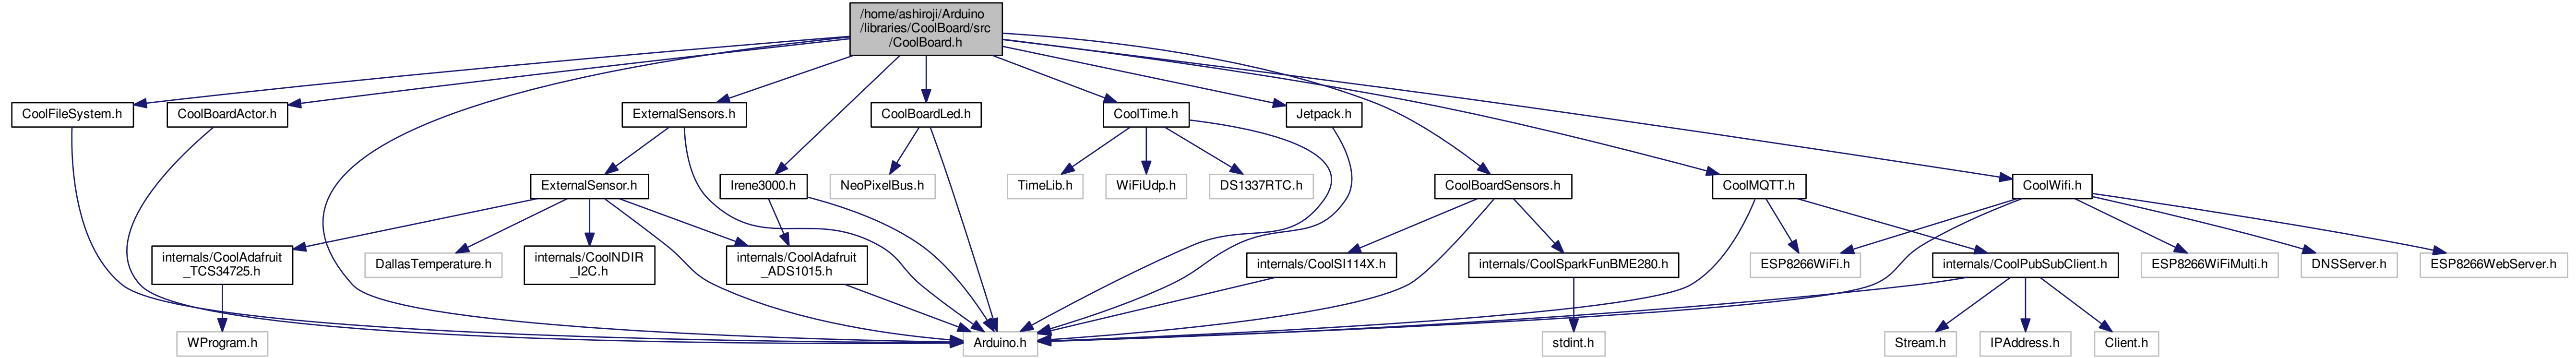 /home/ashiroji/Arduino
/libraries/CoolBoard/src
/CoolBoard.h
CoolFileSystem.h
CoolBoardActor.h
ExternalSensors.h
CoolBoardLed.h
CoolTime.h
Jetpack.h
ExternalSensor.h
Irene3000.h
NeoPixelBus.h
TimeLib.h
WiFiUdp.h
DS1337RTC.h
CoolBoardSensors.h
CoolMQTT.h
CoolWifi.h
internals/CoolAdafruit
_TCS34725.h
DallasTemperature.h
internals/CoolNDIR
_I2C.h
internals/CoolAdafruit
_ADS1015.h
internals/CoolSI114X.h
internals/CoolSparkFunBME280.h
ESP8266WiFi.h
internals/CoolPubSubClient.h
ESP8266WiFiMulti.h
DNSServer.h
ESP8266WebServer.h
WProgram.h
Arduino.h
stdint.h
Stream.h
IPAddress.h
Client.h